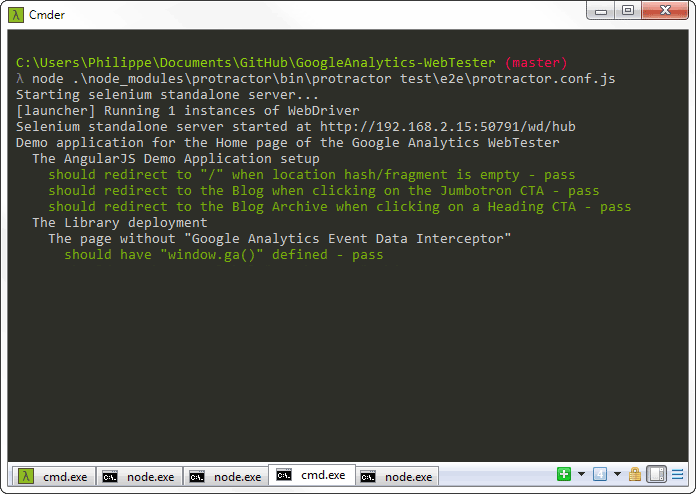 Cmder
C:\Users\Philippe\Documents\GitHub\GoogleAnalytics-WebTester (master)
λ node .\node_modules\protractor\bin\protractor test\e2e\protractor.conf.js
Starting selenium standalone server...
[launcher] Running 1 instances of WebDriver
Selenium standalone server started at http://192.168.2.15:50791/wd/hub
Demo application for the Home page of the Google Analytics WebTester
The AngularJS Demo Application setup
should redirect to "/" when location hash/fragment is empty - pass
should redirect to the Blog when clicking on the Jumbotron CTA - pass
should redirect to the Blog Archive when clicking on a Heading CTA - pass
The Library deployment
The page without "Google Analytics Event Data Interceptor"
should have "window.ga()" defined - pass
λ cmd.exe C:\. node.exe C:\. node.exe C:\. cmd.exe C:\. node.exe 4